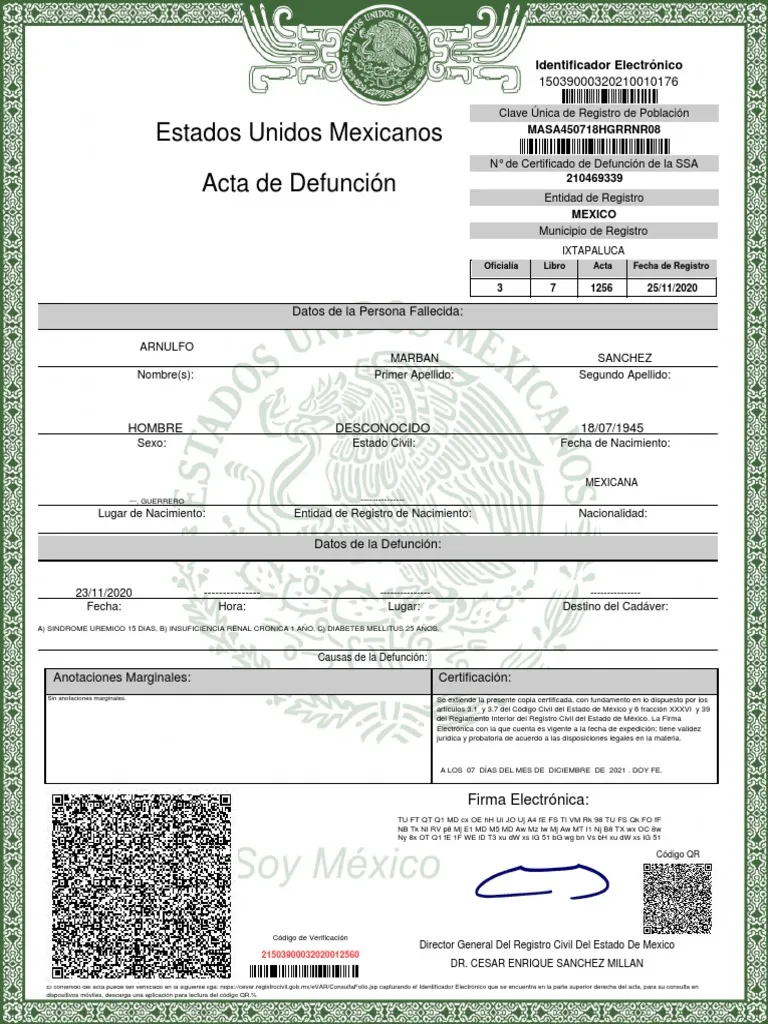 ESTADOS UNIDOS MEXICANOS
Identificador Electrónico
15039000320210010176
Clave Única de Registro de Población
MASA450718HGRRNR08
N° de Certificado de Defunción de la SSA
210469339
Entidad de Registro
MEXICO
Municipio de Registro
IXTAPALUCA
Oficialía Libro Acta Fecha de Registro
3 7 1256 25/11/2020
Estados Unidos Mexicanos
Acta de Defunción
Datos de la Persona Fallecida:
ARNULFO MARBAN SANCHEZ
Nombre(s): Primer Apellido: Segundo Apellido:
HOMBRE DESCONOCIDO 18/07/1945
Sexo: Estado Civil: Fecha de Nacimiento:
---, GUERRERO --------------- MEXICANA
Lugar de Nacimiento: Entidad de Registro de Nacimiento: Nacionalidad:
ESTADOS UNIDOS MEXICANOS
Datos de la Defunción:
23/11/2020 --------------- --------------- ---------------
Fecha: Hora: Lugar: Destino del Cadáver:
A) SINDROME UREMICO 15 DIAS. B) INSUFICIENCIA RENAL CRONICA 1 AÑO. C) DIABETES MELLITUS 25 AÑOS.
Causas de la Defunción:
Anotaciones Marginales:
Sin anotaciones marginales.
Certificación:
Se extiende la presente copia certificada, con fundamento en lo dispuesto por los
artículos 3.1 y 3.7 del Código Civil del Estado de México y 6 fracción XXXVI y 39
del Reglamento Interior del Registro Civil del Estado de México. La Firma
Electrónica con la que cuenta es vigente a la fecha de expedición; tiene validez
jurídica y probatoria de acuerdo a las disposiciones legales en la materia.
A LOS 07 DÍAS DEL MES DE DICIEMBRE DE 2021 . DOY FE.
Firma Electrónica:
TU FT QT Q1 MD cx OE hH UI JO Uj A4 fE FS TI VM Rk 98 TU FS Qk FO fF
NB Tk NI RV p8 Mj E1 MD M5 MD Aw Mz Iw Mj Aw MT I1 Nj B8 TX wx OC 8w
Ny 8x OT Q1 fE 1F WE lD T3 xu dW xs IG 51 bG wg bn Vs bH xu dW xs IG 51
Código QR
Soy México
Código de Verificación
21503900032020012560
Director General Del Registro Civil Del Estado De Mexico
DR. CESAR ENRIQUE SANCHEZ MILLAN
El contenido del acta puede ser verificado en la siguiente liga: https://cevar.registrocivil.gob.mx/eVAR/ConsultaFolio.jsp capturando el Identificador Electrónico que se encuentra en la parte superior derecha del acta, para su consulta en
dispositivos móviles, descarga una aplicación para lectura del código QR.%